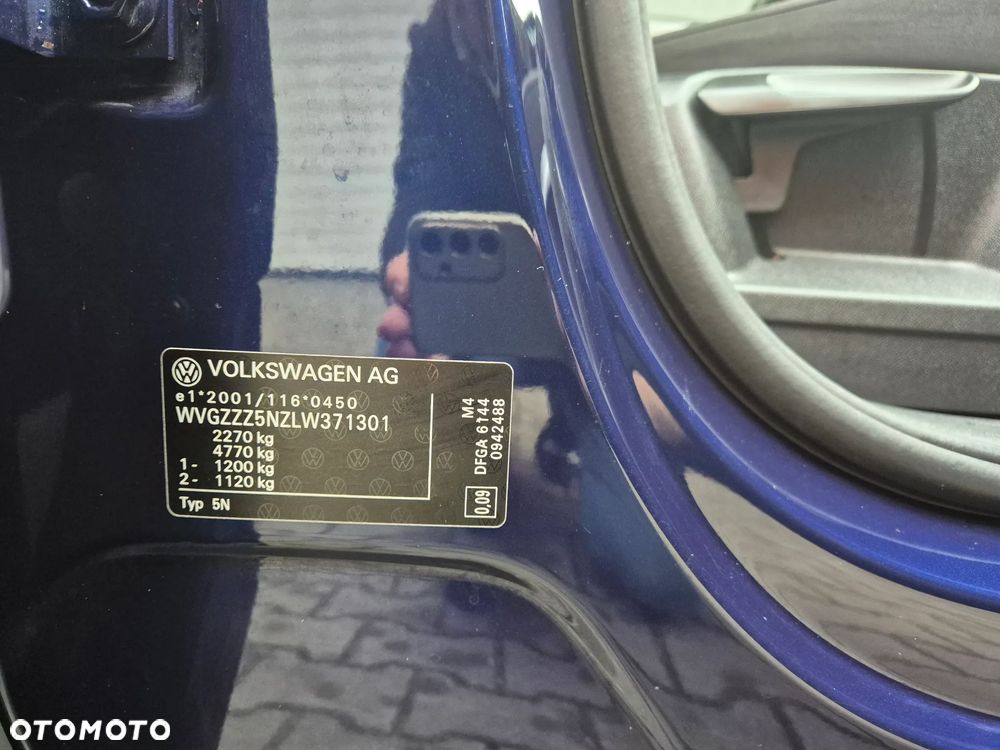 VOLKSWAGEN AG
e1*2001/116*0450
WVGZZZ5NZLW371301
2270 kg
4770 kg
1- 1200 kg
2- 1120 kg
Typ 5N
M4
DFGA 6144
0942488
0,09
OTOMOTO